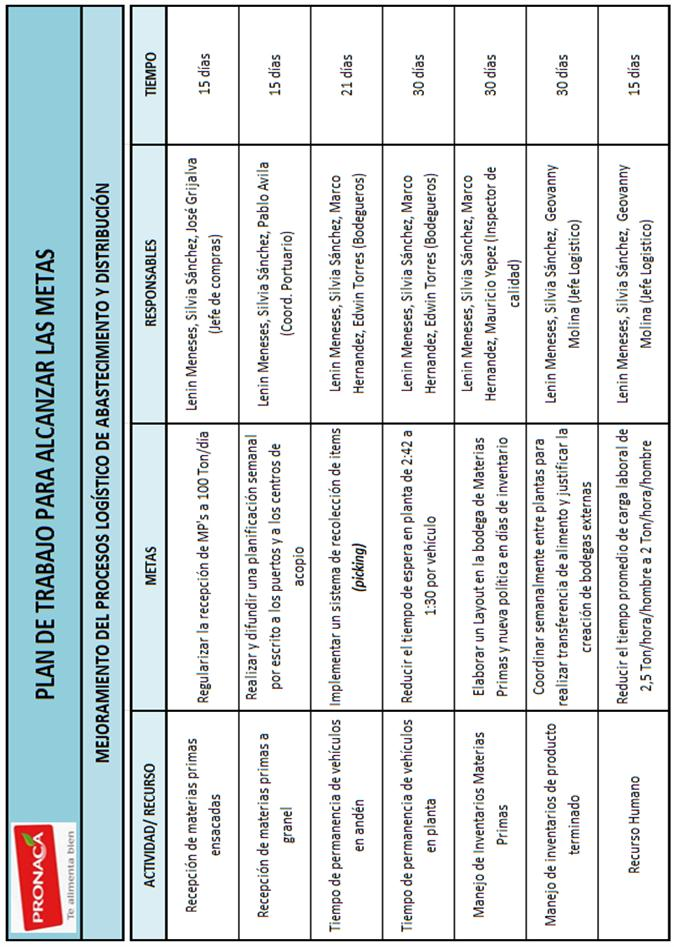 PRONACA
Te alimenta bien
PLAN DE TRABAJO PARA ALCANZAR LAS METAS
MEJORAMIENTO DEL PROCESOS LOGÍSTICO DE ABASTECIMIENTO Y DISTRIBUCIÓN
ACTIVIDAD/ RECURSO
METAS
RESPONSABLES
TIEMPO
Recepción de materias primas
ensacadas
Regularizar la recepción de MP's a 100 Ton/día
Lenin Meneses, Silvia Sánchez, José Grijalva
(Jefe de compras)
15 días
Recepción de materias primas a
granel
Realizar y difundir una planificación semanal
por escrito a los puertos y a los centros de
acopio
Lenin Meneses, Silvia Sánchez, Pablo Avila
(Coord. Portuario)
15 días
Tiempo de permanencia de vehículos
en andén
Implementar un sistema de recolección de items
(picking)
Lenin Meneses, Silvia Sánchez, Marco
Hernandez, Edwin Torres (Bodegueros)
21 días
Tiempo de permanencia de vehículos
en planta
Reducir el tiempo de espera en planta de 2:42 a
1:30 por vehículo
Lenin Meneses, Silvia Sánchez, Marco
Hernandez, Edwin Torres (Bodegueros)
30 días
Manejo de Inventarios Materias
Primas
Elaborar un Layout en la bodega de Materias
Primas y nueva política en días de inventario
Lenin Meneses, Silvia Sánchez, Marco
Hernandez, Mauricio Yepez (Inspector de
calidad)
30 días
Manejo de inventarios de producto
terminado
Coordinar semanalmente entre plantas para
realizar transferencia de alimento y justificar la
creación de bodegas externas
Lenin Meneses, Silvia Sánchez, Geovanny
Molina (Jefe Logistico)
30 días
Recurso Humano
Reducir el tiempo promedio de carga laboral de
2,5 Ton/hora/hombre a 2 Ton/hora/hombre
Lenin Meneses, Silvia Sánchez, Geovanny
Molina (Jefe Logistico)
15 días